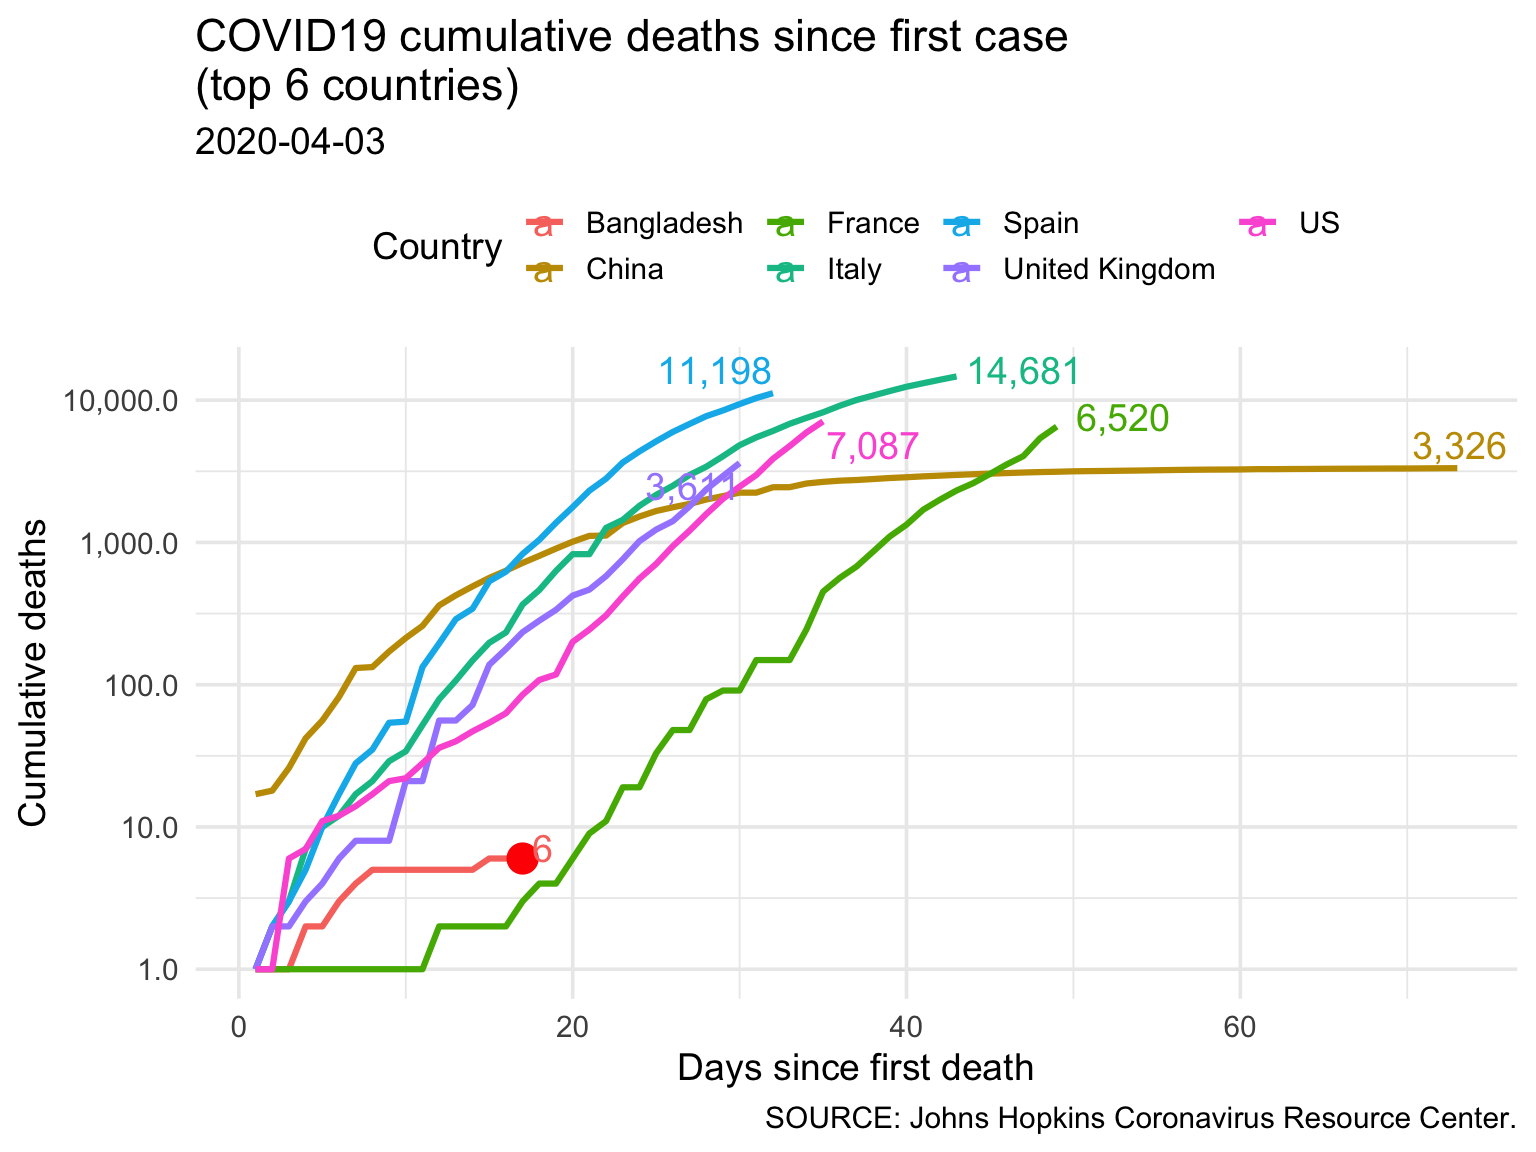 COVID19 cumulative deaths since first case
(top 6 countries)
2020-04-03
Country
a Bangladesh a France a Spain a US
a China a Italy a United Kingdom
11,198
14,681
6,520
7,087
3,326
3,611
6
Cumulative deaths
10,000.0
1,000.0
100.0
10.0
1.0
0 20 40 60
Days since first death
SOURCE: Johns Hopkins Coronavirus Resource Center.